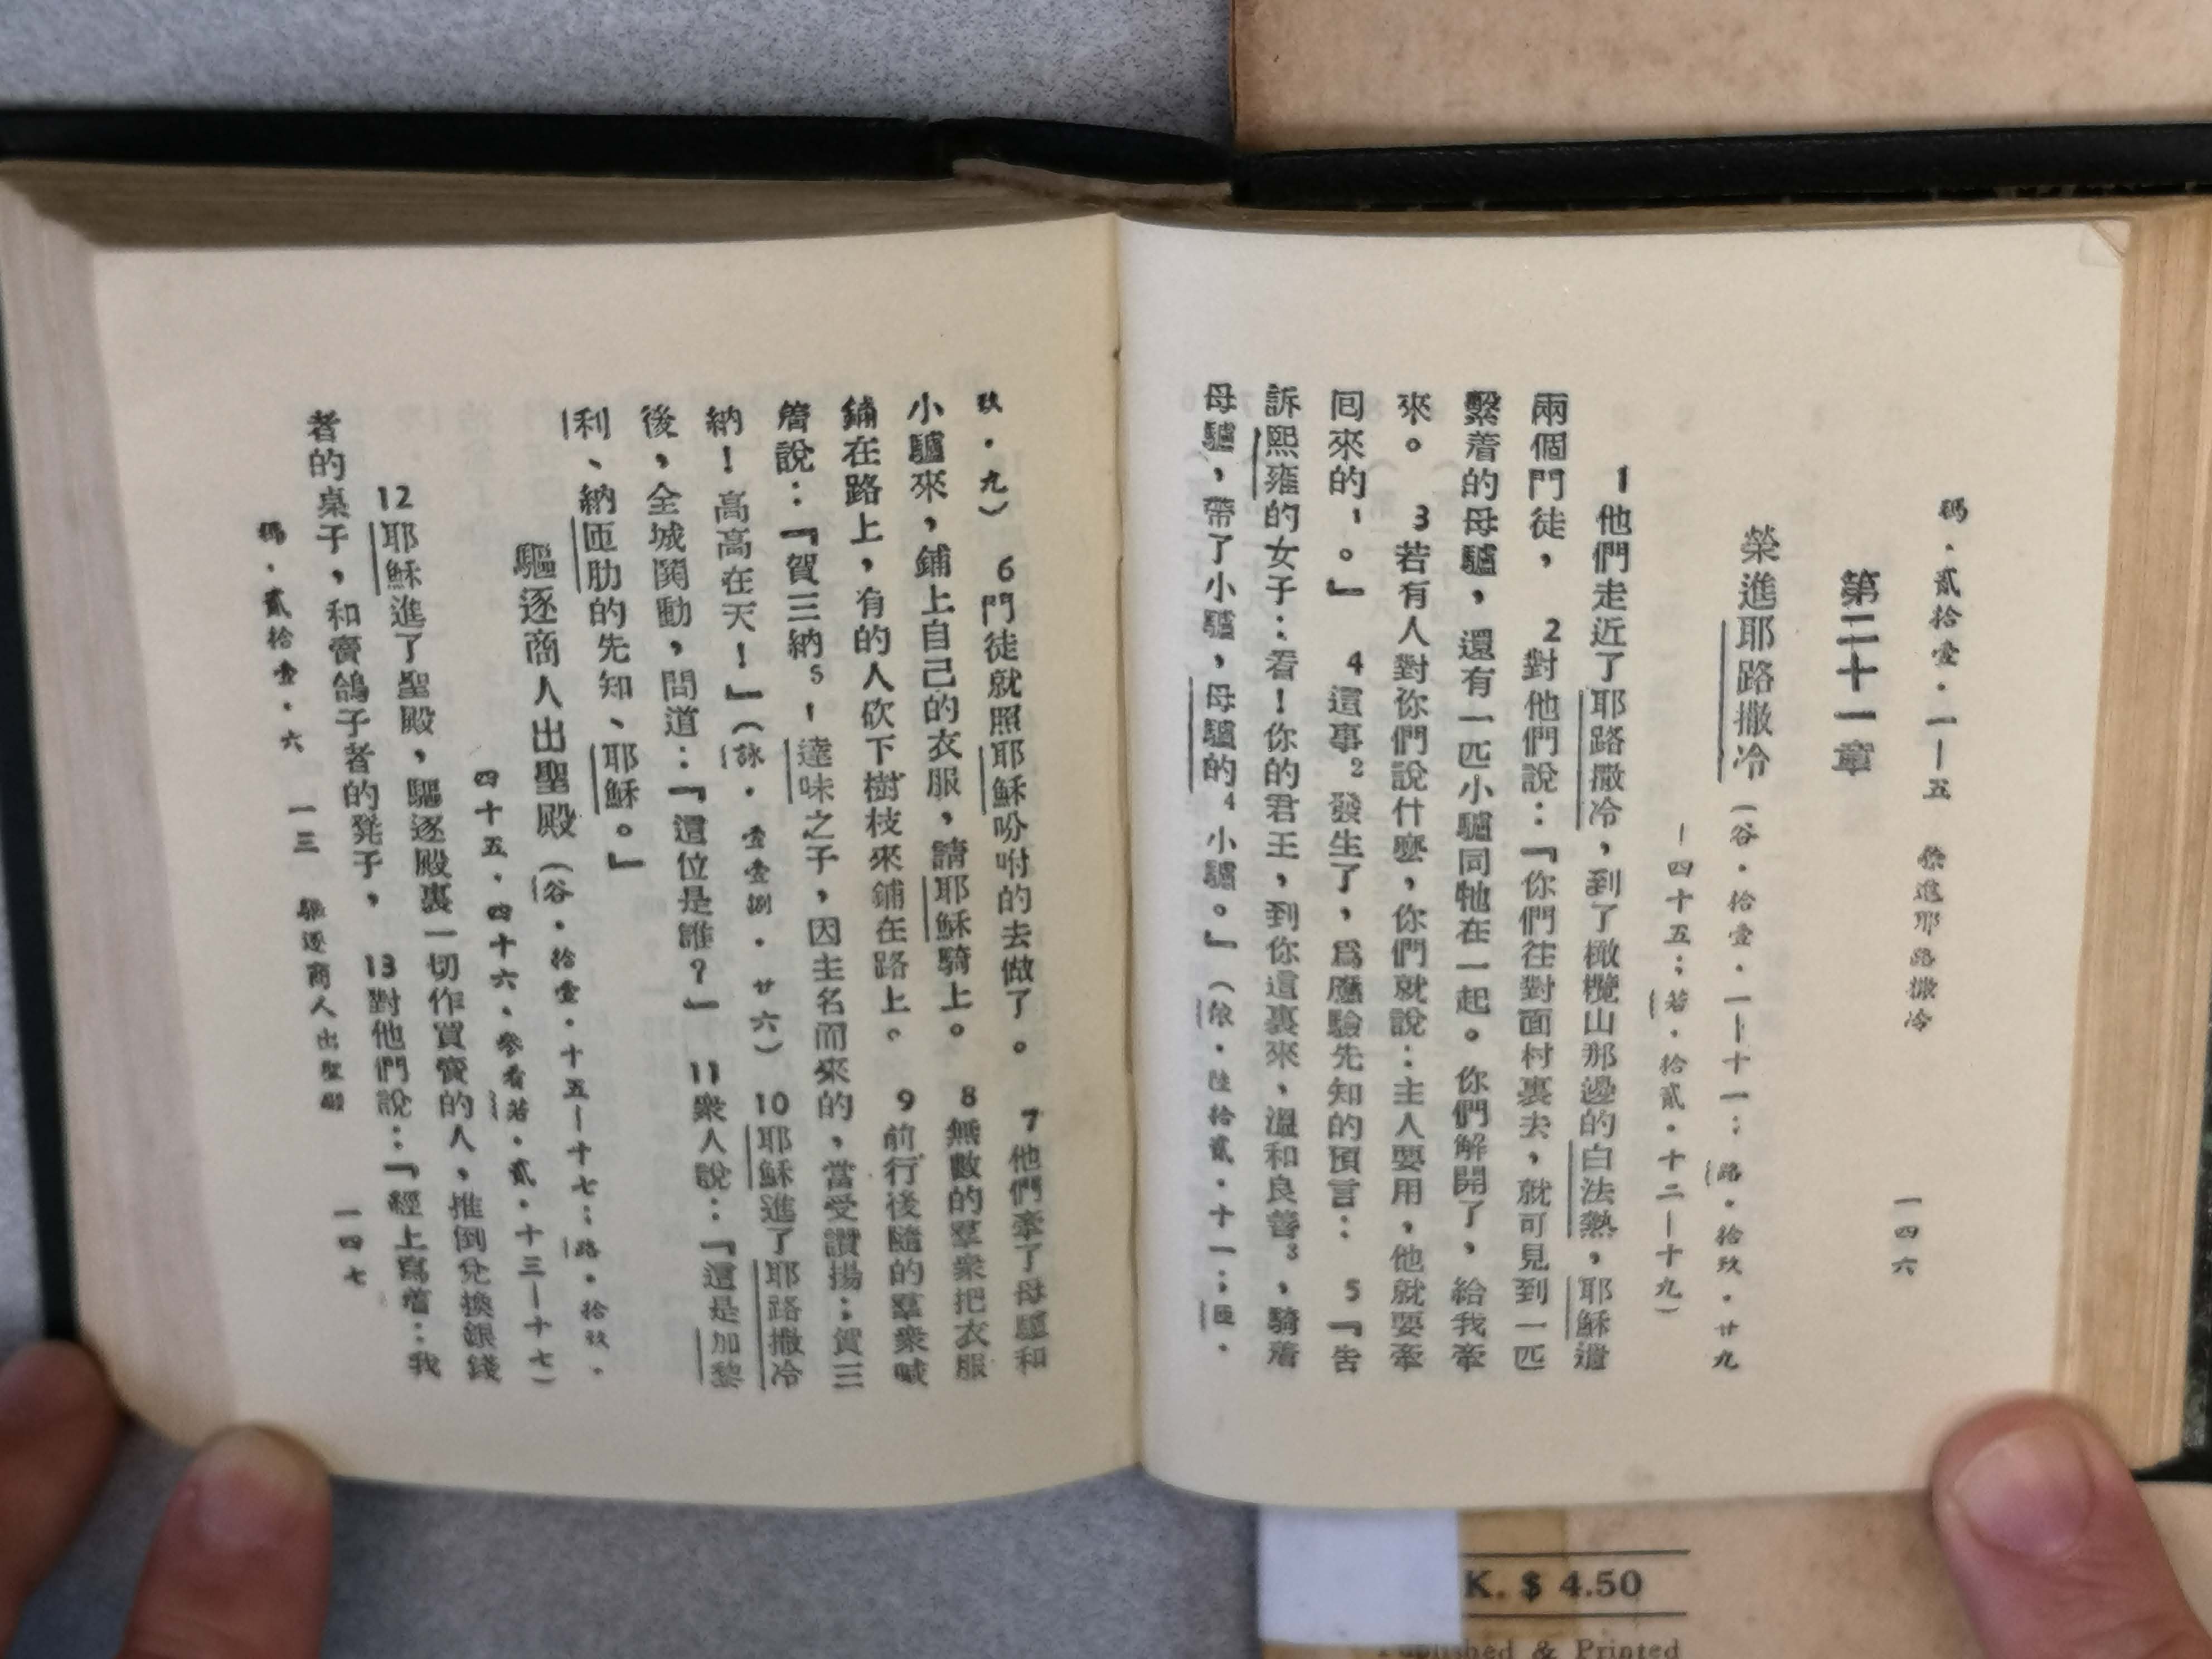 瑪．貳拾壹．一—五　榮進耶路撒冷　一四六
第二十一章
榮進耶路撒冷（谷．拾壹．一—十一；路．拾玖．廿九
—四十五；若．拾貳．十二—十九）
1他們走近了耶路撒冷，到了橄欖山那邊的白法熱，耶穌遣
兩個門徒，2對他們說：『你們往對面村裏去，就可見到一匹
繫着的母驢，還有一匹小驢同牠在一起。你們解開了，給我牽
來。3若有人對你們說什麼，你們就說：主人要用，他就要牽
回來的¹。』4這事²發生了，爲應驗先知的預言：5『告
訴熙雍的女子：看！你的君王，到你這裏來，溫和良善³，騎着
母驢，帶了小驢，母驢的⁴小驢。』（依．陸拾貳．十一；匝．
玖．九）6門徒就照耶穌吩咐的去做了。7他們牽了母驢和
小驢來，鋪上自己的衣服，請耶穌騎上。8無數的羣衆把衣服
鋪在路上，有的人砍下樹枝來鋪在路上。9前行後隨的羣衆喊
着說：『賀三納⁵！達味之子，因主名而來的，當受讚揚：賀三
納！高高在天！』（詠．壹壹捌．廿六）10耶穌進了耶路撒冷
後，全城鬨動，問道：『這位是誰？』11衆人說：『這是加黎
利、納匝肋的先知、耶穌。』
驅逐商人出聖殿（谷．拾壹．十五—十七；路．拾玖．
四十五．四十六．參看若．貳．十三—十七）
12耶穌進了聖殿，驅逐殿裏一切作買賣的人，推倒兌換銀錢
者的桌子，和賣鴿子者的凳子，13對他們說：『經上寫着：我
瑪．貳拾壹．六—一三　驅逐商人出聖殿　一四七
K. $ 4.50
Published & Printed